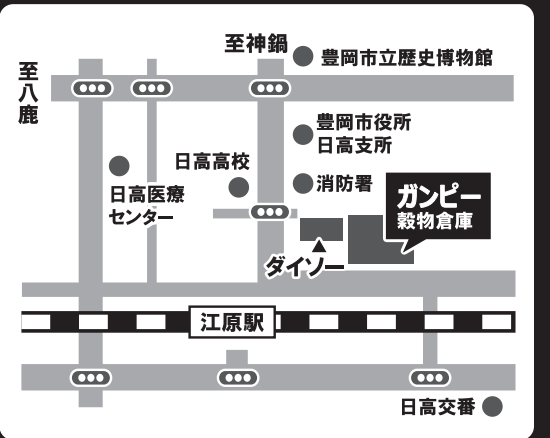 至神鍋
豊岡市立歴史博物館
至八鹿
豊岡市役所
日高支所
日高高校
消防署
日高医療
センター
ガンピー
穀物倉庫
ダイソー
江原駅
日高交番